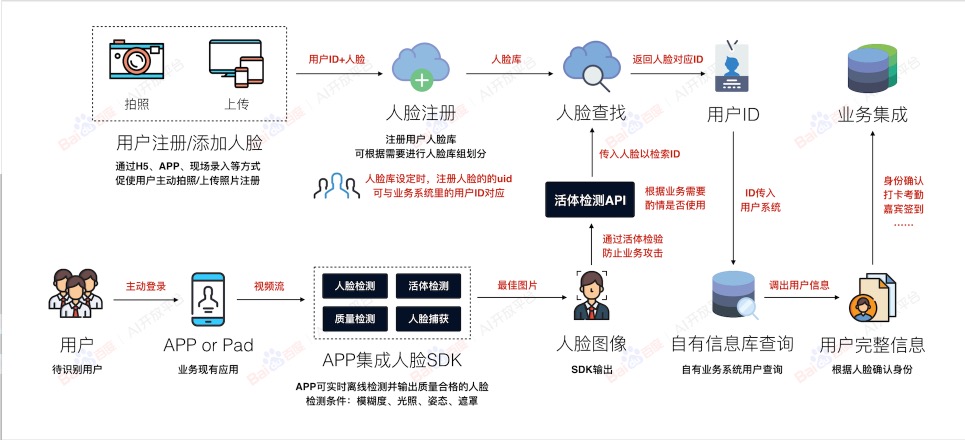 用户ID+人脸
人脸库
返回人脸对应ID
拍照
上传
人脸注册
人脸查找
用户ID
业务集成
用户注册/添加人脸
注册用户人脸库
可根据需要进行人脸库组划分
通过H5、APP、现场录入等方式
促使用户主动拍照/上传照片注册
传入人脸以检索ID
人脸库设定时，注册人脸的的uid
可与业务系统里的用户ID对应
活体检测API
根据业务需要
酌情是否使用
ID传入
用户系统
身份确认
打卡考勤
嘉宾签到
……
通过活体检验
防止业务攻击
主动登录
视频流
人脸检测
活体检测
质量检测
人脸捕获
最佳图片
调出用户信息
用户
APP or Pad
APP集成人脸SDK
人脸图像
自有信息库查询
用户完整信息
待识别用户
业务现有应用
SDK输出
自有业务系统用户查询
根据人脸确认身份
APP可实时离线检测并输出质量合格的人脸
检测条件：模糊度、光照、姿态、遮罩
Bai百度 AI开放平台